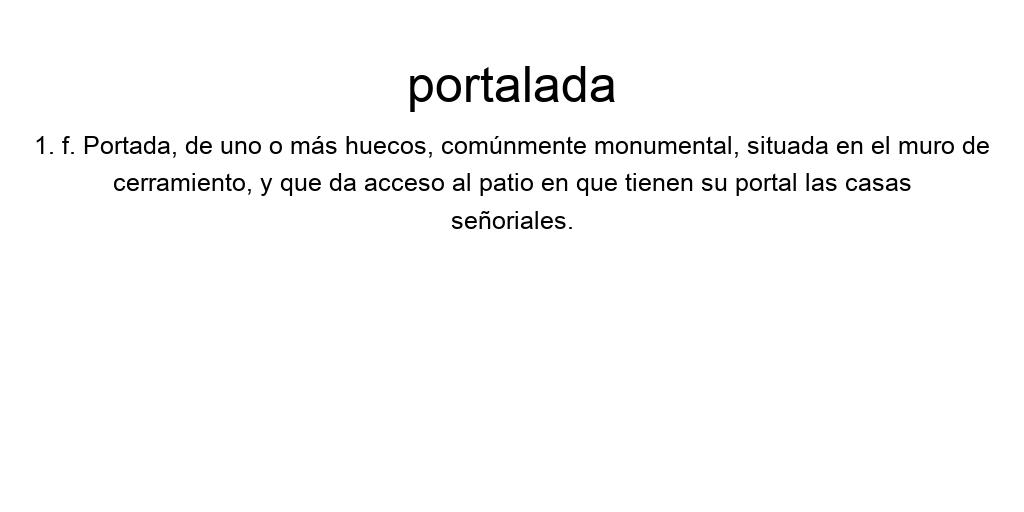 portalada
1. f. Portada, de uno o más huecos, comúnmente monumental, situada en el muro de
cerramiento, y que da acceso al patio en que tienen su portal las casas
señoriales.